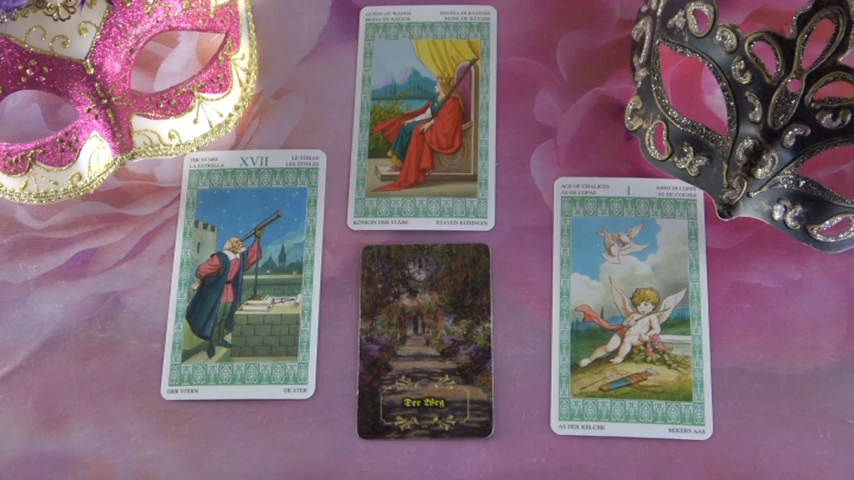 QUEEN OF WANDS
REINA DE BASTOS
REGINA DI BASTONI
REINE DE BATONS
KÖNIGIN DER STÄBE
STAVEN KONINGIN
THE STARS
LA ESTRELLA
XVII
LE STELLE
LES ÉTOILES
DER STERN
DE STER
ACE OF CHALICES
AS DE COPAS
1
ASSO DI COPPE
AS DE COUPES
AS DER KELCHE
BEKERS AAS
Der Weg